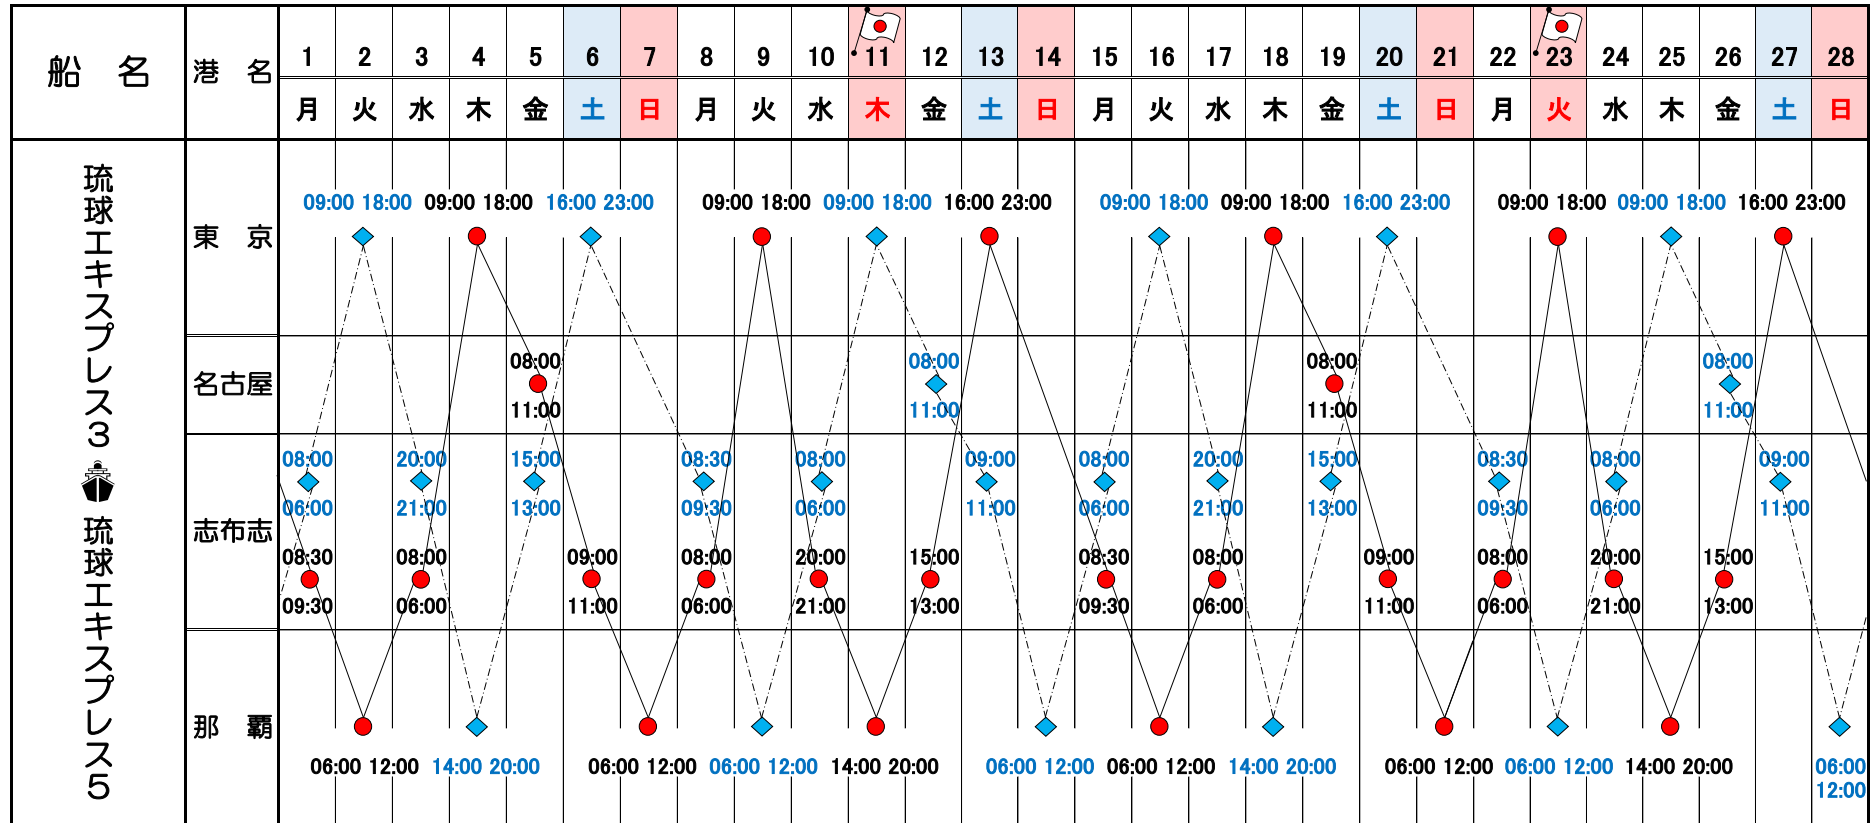 船 名 港 名 1 2 3 4 5 6 7 8 9 10 11 12 13 14 15 16 17 18 19 20 21 22 23 24 25 26 27 28
月 火 水 木 金 土 日 月 火 水 木 金 土 日 月 火 水 木 金 土 日 月 火 水 木 金 土 日
琉球エキスプレス3 琉球エキスプレス5
東 京
09:00 18:00 09:00 18:00 16:00 23:00 09:00 18:00 09:00 18:00 16:00 23:00 09:00 18:00 09:00 18:00 16:00 23:00 09:00 18:00 09:00 18:00 16:00 23:00
名古屋
08:00 08:00 08:00 08:00
11:00 11:00 11:00 11:00
志布志
08:00 20:00 15:00 08:30 08:00 09:00 08:00 20:00 15:00 08:30 08:00 09:00
06:00 21:00 13:00 09:30 06:00 11:00 06:00 21:00 13:00 09:30 06:00 11:00
08:30 08:00 09:00 08:00 20:00 15:00 08:30 08:00 09:00 08:00 20:00 15:00
09:30 06:00 11:00 06:00 21:00 13:00 09:30 06:00 11:00 06:00 21:00 13:00
那 覇
06:00 12:00 14:00 20:00 06:00 12:00 06:00 12:00 14:00 20:00 06:00 12:00 06:00 12:00 14:00 20:00 06:00 12:00 06:00 12:00 14:00 20:00 06:00
12:00